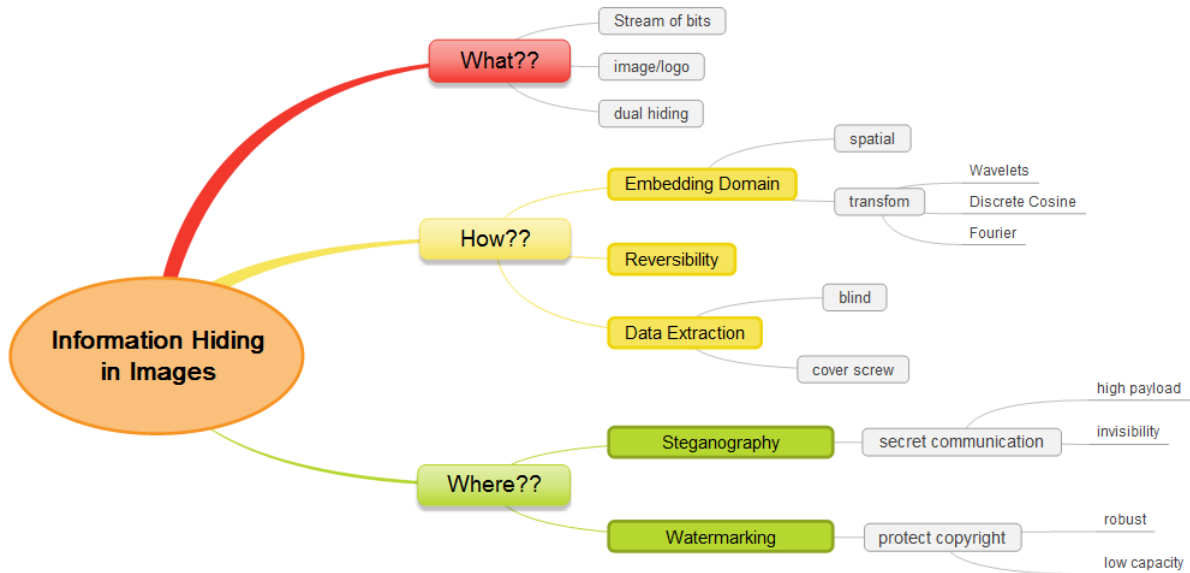 Stream of bits
What??
image/logo
dual hiding
spatial
Embedding Domain
Wavelets
transfom
Discrete Cosine
Fourier
How??
Reversibility
blind
Data Extraction
cover screw
Information Hiding
in Images
high payload
Steganography
secret communication
invisibility
Where??
robust
Watermarking
protect copyright
low capacity